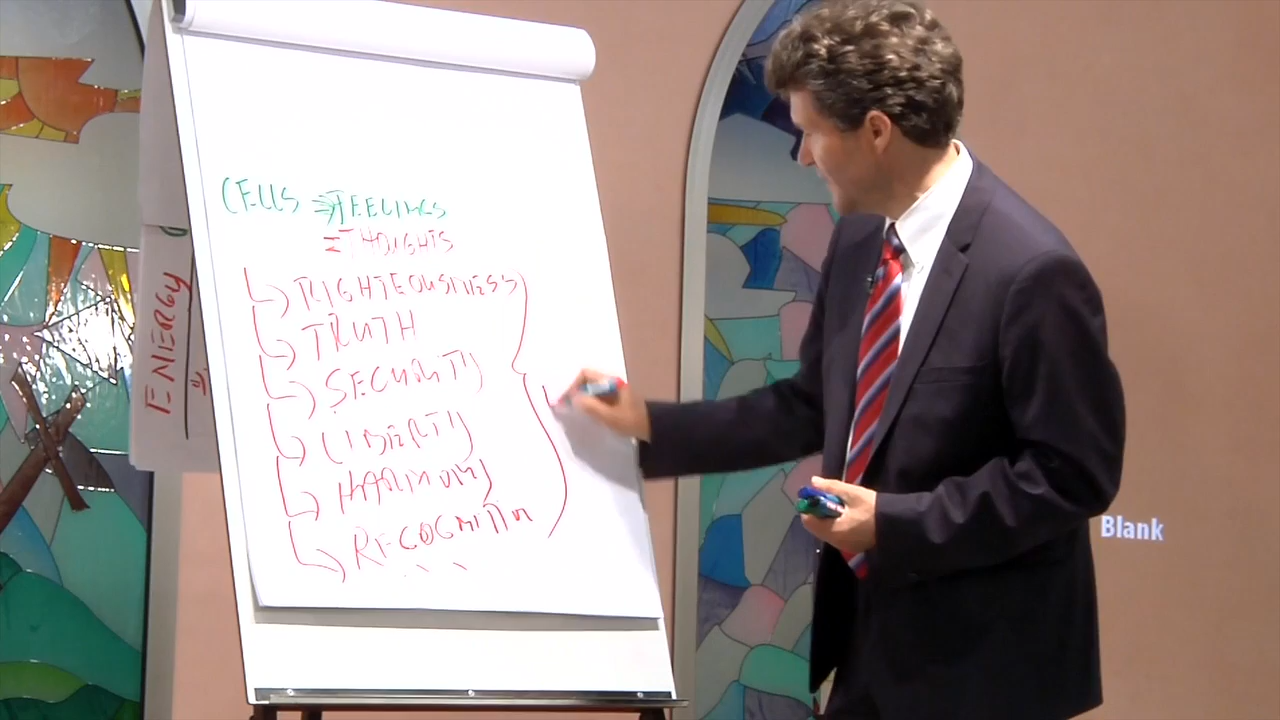 CELLS => FEELINGS
= THOUGHTS
RIGHTEOUSNESS
TRUTH
SECURITY
LIBERTY
HARMONY
RECOGNITION
ENERGY
Blank